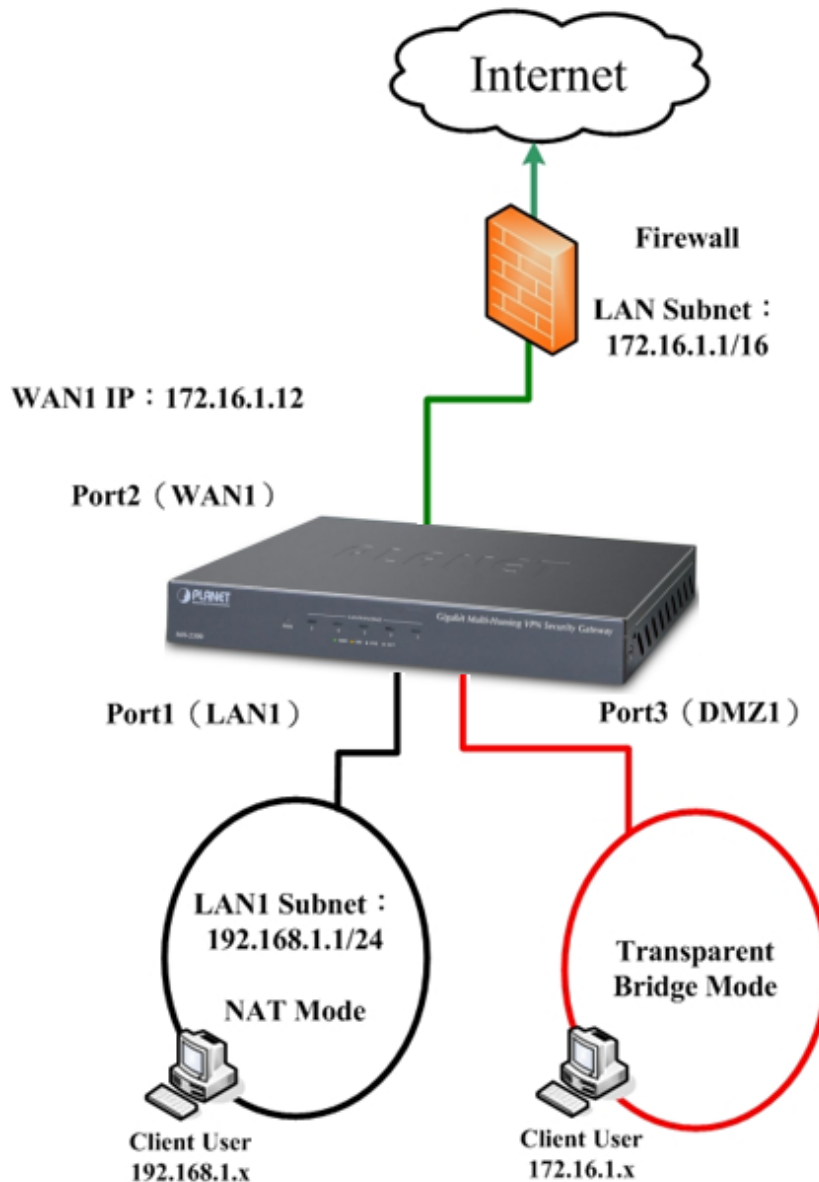 Internet
Firewall
LAN Subnet：
172.16.1.1/16
WAN1 IP：172.16.1.12
Port2（WAN1）
PLANET
Gigabit Multi-Homing VPN Security Gateway
Port1（LAN1）
Port3（DMZ1）
LAN1 Subnet：
192.168.1.1/24
NAT Mode
Transparent
Bridge Mode
Client User
192.168.1.x
Client User
172.16.1.x